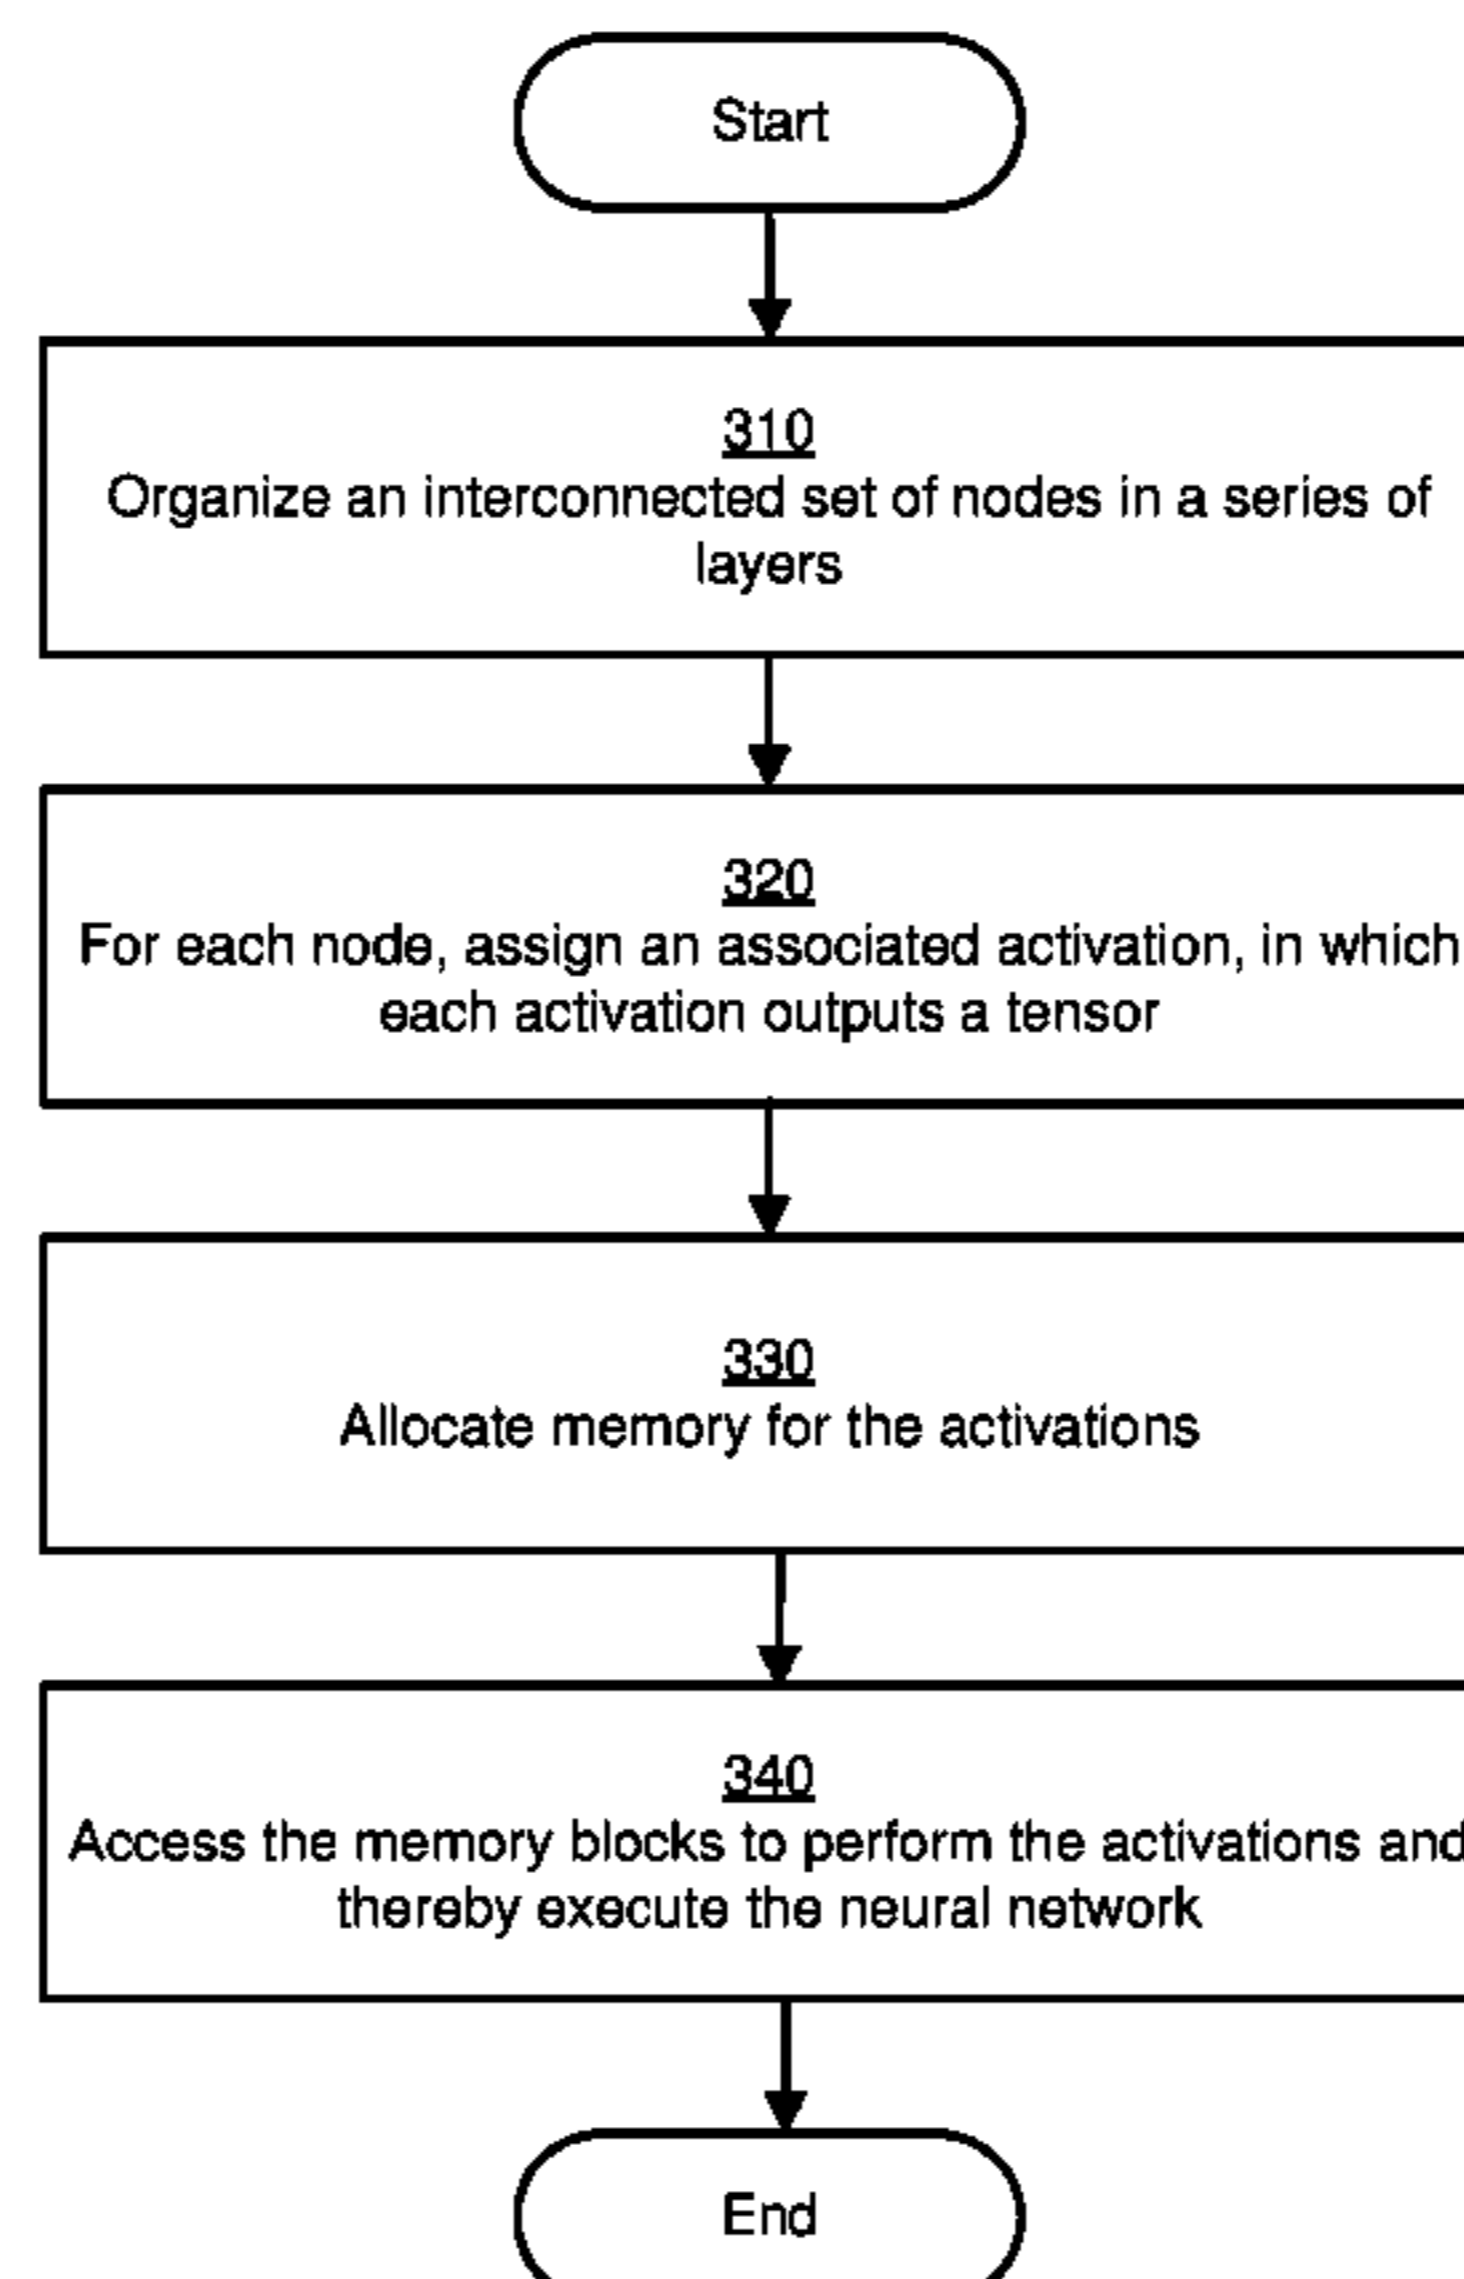 Start
310
Organize an interconnected set of nodes in a series of
layers
320
For each node, assign an associated activation, in which
each activation outputs a tensor
330
Allocate memory for the activations
340
Access the memory blocks to perform the activations and
thereby execute the neural network
End